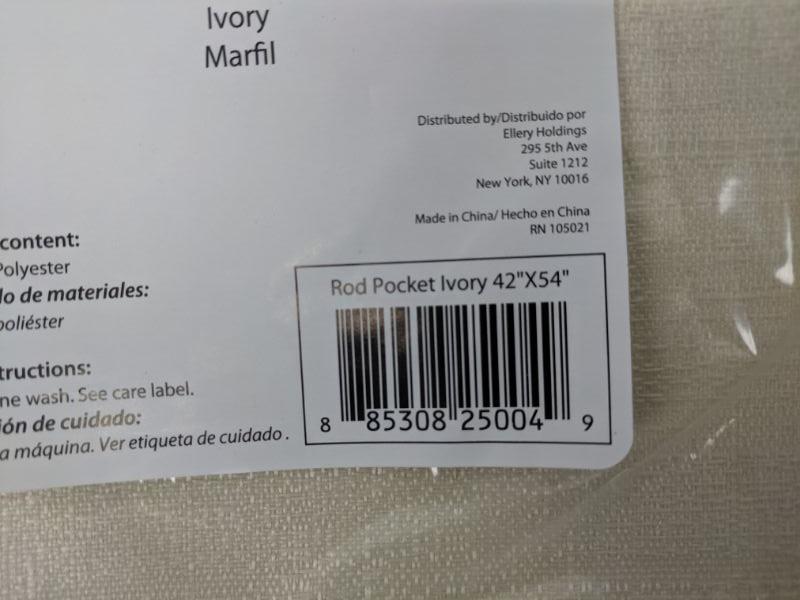 Ivory
Marfil
Distributed by/Distribuido por
Ellery Holdings
295 5th Ave
Suite 1212
New York, NY 10016
Made in China/ Hecho en China
RN 105021
content:
Polyester
lo de materiales:
poliéster
tructions:
ne wash. See care label.
ión de cuidado:
a máquina. Ver etiqueta de cuidado.
Rod Pocket Ivory 42"X54"
8 85308 25004 9